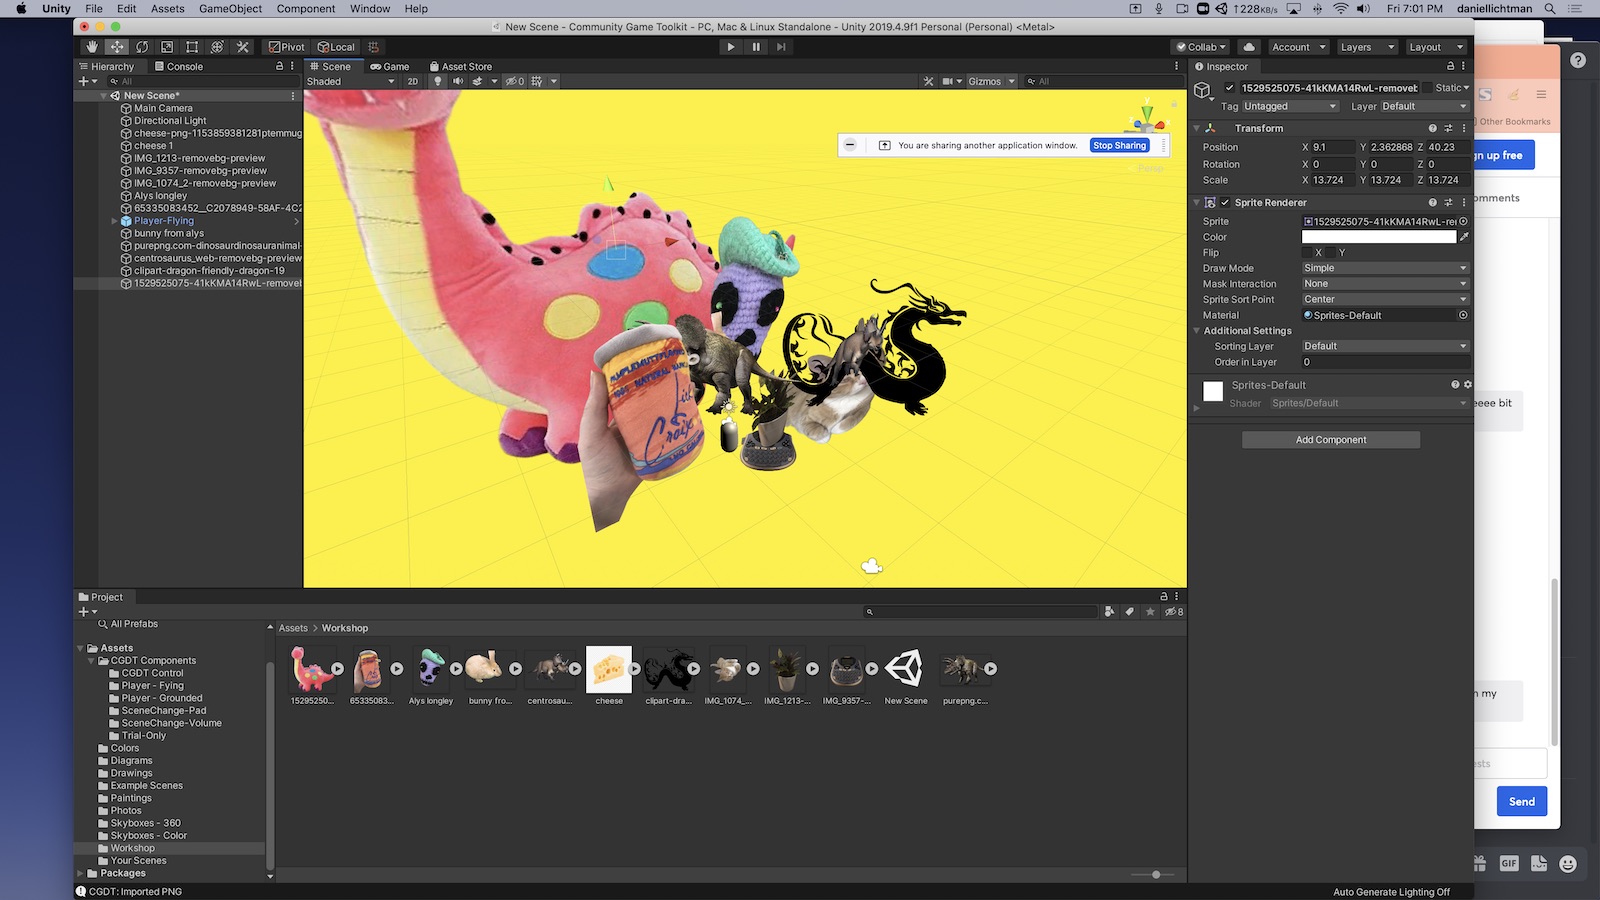 Unity File Edit Assets GameObject Component Window Help
228KB/s Fri 7:01 PM daniellichtman
New Scene - Community Game Toolkit - PC, Mac & Linux Standalone - Unity 2019.4.9f1 Personal (Personal) <Metal>
Pivot Local Collab Account Layers Layout
Hierarchy Console
All
New Scene*
Main Camera
Directional Light
cheese-png-1153859381281ptemmug
cheese 1
IMG_1213-removebg-preview
IMG_9357-removebg-preview
IMG_1074_2-removebg-preview
Alys longley
65335083452__C2078949-58AF-4C2
Player-Flying
bunny from alys
purepng.com-dinosaurdinosauranimal
centrosaurus_web-removebg-preview
clipart-dragon-friendly-dragon-19
1529525075-41kKMA14RwL-removeb
Scene Game Asset Store
Shaded 2D 0 Gizmos All
You are sharing another application window. Stop Sharing
Persp
y
x
z
100% NATURAL
LaCroix
Inspector
1529525075-41kKMA14RwL-removeb Static
Tag Untagged Layer Default
Transform
Position X 9.1 Y 2.362868 Z 40.23
Rotation X 0 Y 0 Z 0
Scale X 13.724 Y 13.724 Z 13.724
Sprite Renderer
Sprite 1529525075-41kKMA14RwL-re
Color
Flip X Y
Draw Mode Simple
Mask Interaction None
Sprite Sort Point Center
Material Sprites-Default
Additional Settings
Sorting Layer Default
Order in Layer 0
Sprites-Default
Shader Sprites/Default
Add Component
Other Bookmarks
gn up free
omments
eeee bit
n my
ests
Send
GIF
Project
8
All Prefabs
Assets
CGDT Components
CGDT Control
Player - Fying
Player - Grounded
SceneChange-Pad
SceneChange-Volume
Trial-Only
Colors
Diagrams
Drawings
Example Scenes
Paintings
Photos
Skyboxes - 360
Skyboxes - Color
Workshop
Your Scenes
Packages
Assets > Workshop
15295250... 65335083... Alys longley bunny fro... centrosau... cheese clipart-dra... IMG_1074_... IMG_1213-... IMG_9357-... New Scene purepng.c...
CGDT: Imported PNG
Auto Generate Lighting Off